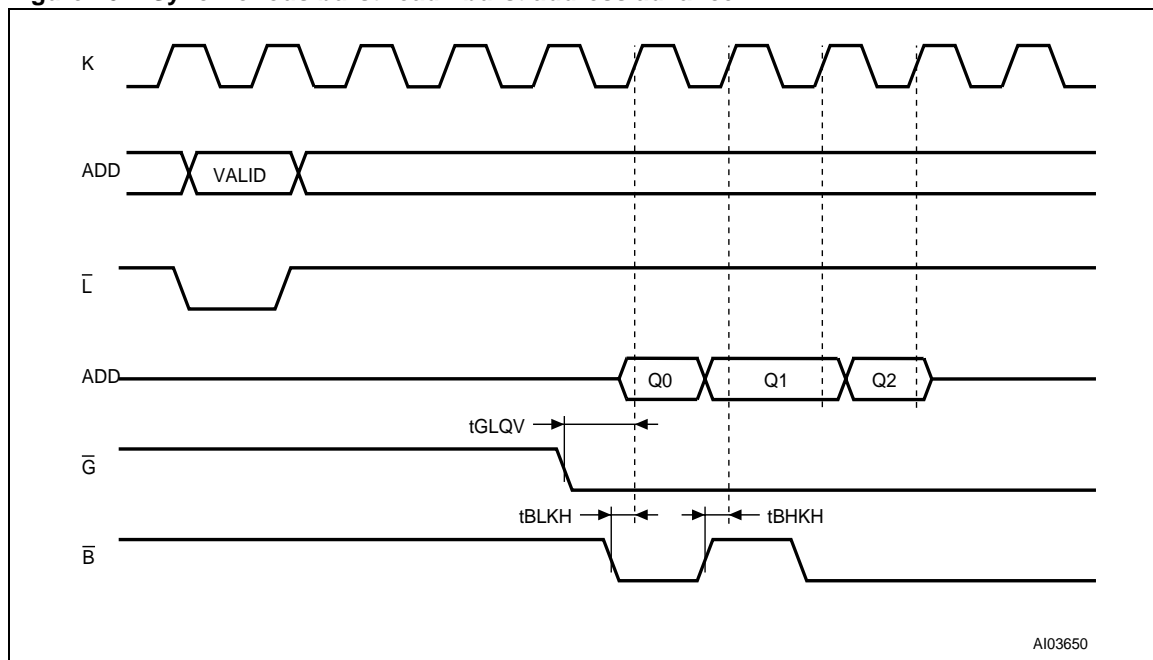 K
ADD
VALID
L̅
ADD
Q0
Q1
Q2
tGLQV
G̅
tBLKH
tBHKH
B̅
AI03650